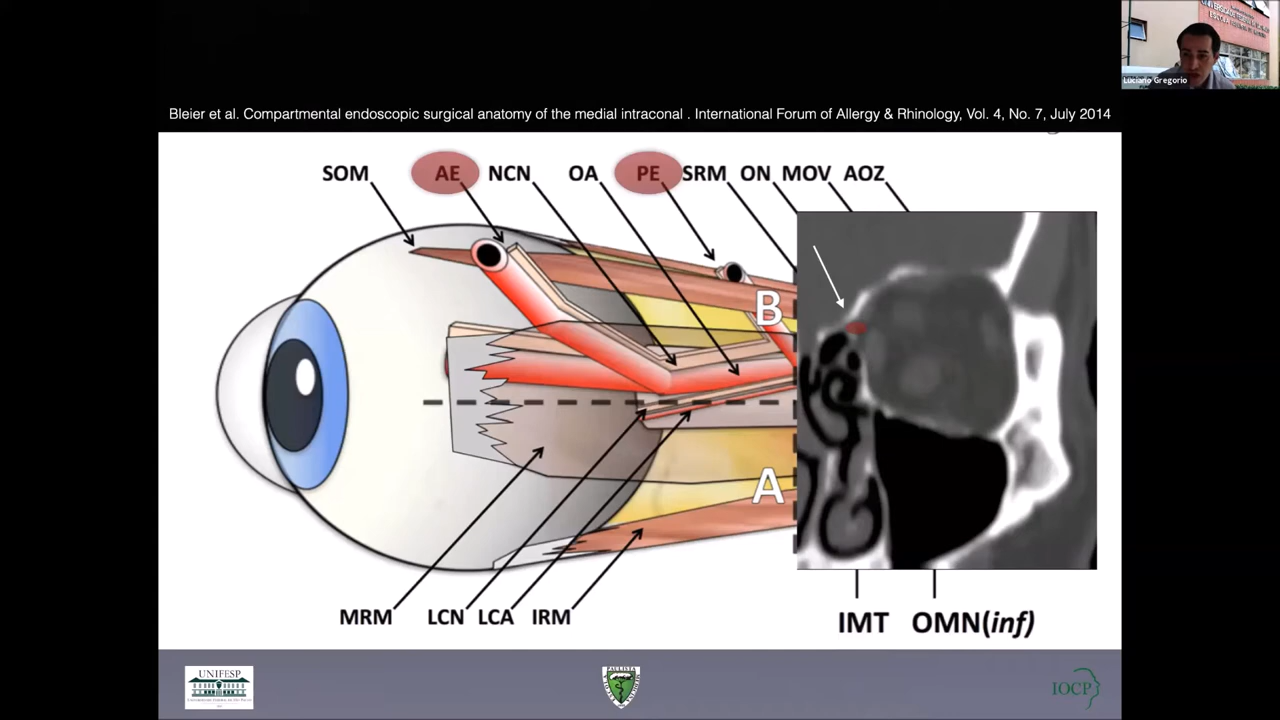 Luciano Gregorio
Bleier et al. Compartmental endoscopic surgical anatomy of the medial intraconal . International Forum of Allergy & Rhinology, Vol. 4, No. 7, July 2014
SOM AE NCN OA PE SRM ON MOV AOZ
B
A
MRM LCN LCA IRM
IMT OMN(inf)
UNIFESP
PAULISTA
IOCP